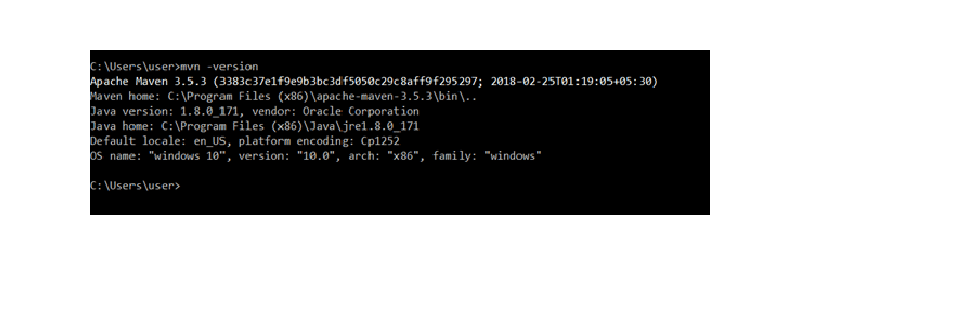 C:\Users\user>mvn -version
Apache Maven 3.5.3 (3383c37e1f9e9b3bc3df5050c29c8aff9f295297; 2018-02-25T01:19:05+05:30)
Maven home: C:\Program Files (x86)\apache-maven-3.5.3\bin\..
Java version: 1.8.0_171, vendor: Oracle Corporation
Java home: C:\Program Files (x86)\Java\jre1.8.0_171
Default locale: en_US, platform encoding: Cp1252
OS name: "windows 10", version: "10.0", arch: "x86", family: "windows"
C:\Users\user>